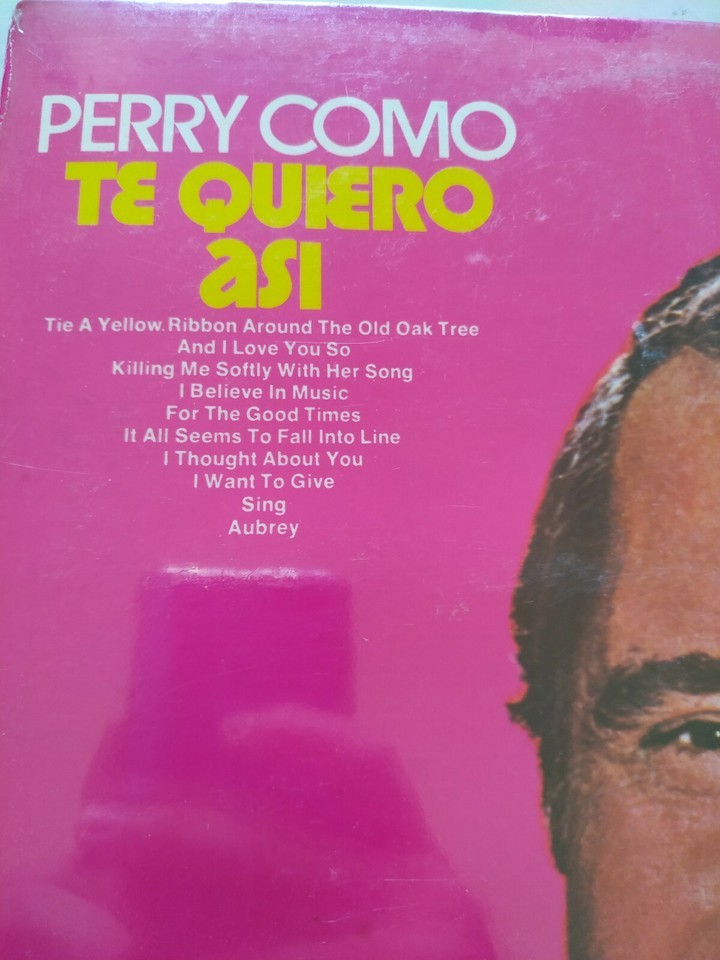 PERRY COMO
TE QUIERO
ASI
Tie A Yellow Ribbon Around The Old Oak Tree
And I Love You So
Killing Me Softly With Her Song
I Believe In Music
For The Good Times
It All Seems To Fall Into Line
I Thought About You
I Want To Give
Sing
Aubrey